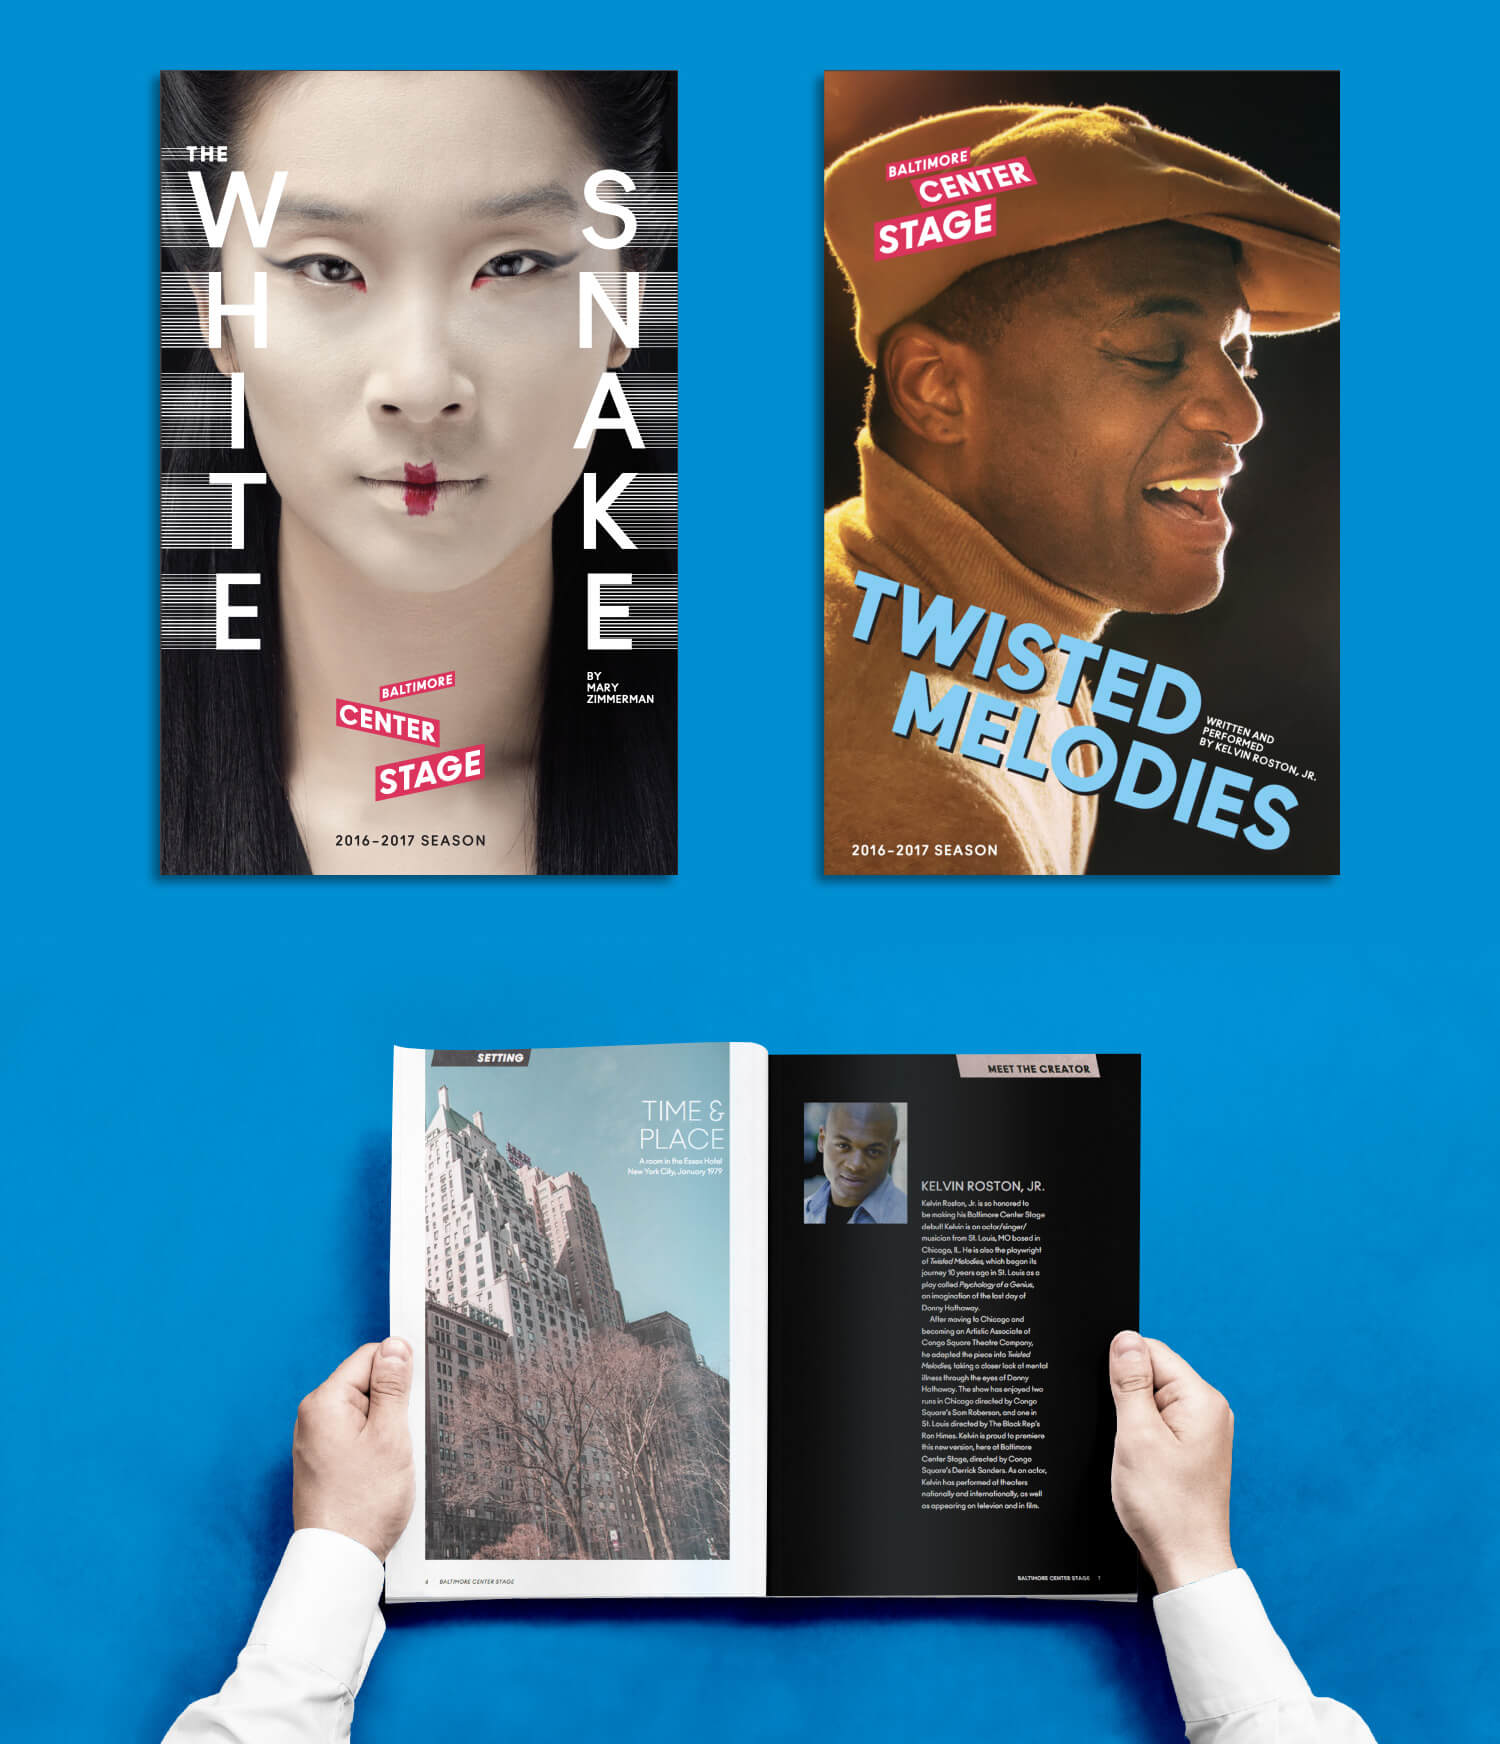 THE
WHITE
SNAKE
BY
MARY
ZIMMERMAN
BALTIMORE
CENTER
STAGE
2016–2017 SEASON
BALTIMORE
CENTER
STAGE
TWISTED
MELODIES
WRITTEN AND
PERFORMED
BY KELVIN ROSTON, JR.
2016–2017 SEASON
SETTING
TIME &
PLACE
A room in the Essex Hotel
New York City, January 1979
4 BALTIMORE CENTER STAGE
MEET THE CREATOR
KELVIN ROSTON, JR.
Kelvin Roston, Jr. is so honored to
be making his Baltimore Center Stage
debut! Kelvin is an actor/singer/
musician from St. Louis, MO based in
Chicago, IL. He is also the playwright
of Twisted Melodies, which began its
journey 10 years ago in St. Louis as a
play called Psychology of a Genius,
an imagination of the last day of
Donny Hathaway.
After moving to Chicago and
becoming an Artistic Associate of
Congo Square Theatre Company,
he adapted the piece into Twisted
Melodies, taking a closer look at mental
illness through the eyes of Donny
Hathaway. The show has enjoyed two
runs in Chicago directed by Congo
Square's Sam Roberson, and one in
St. Louis directed by The Black Rep's
Ron Himes. Kelvin is proud to premiere
this new version, here at Baltimore
Center Stage, directed by Congo
Square's Derrick Sanders. As an actor,
Kelvin has performed at theaters
nationally and internationally, as well
as appearing on televion and in film.
BALTIMORE CENTER STAGE